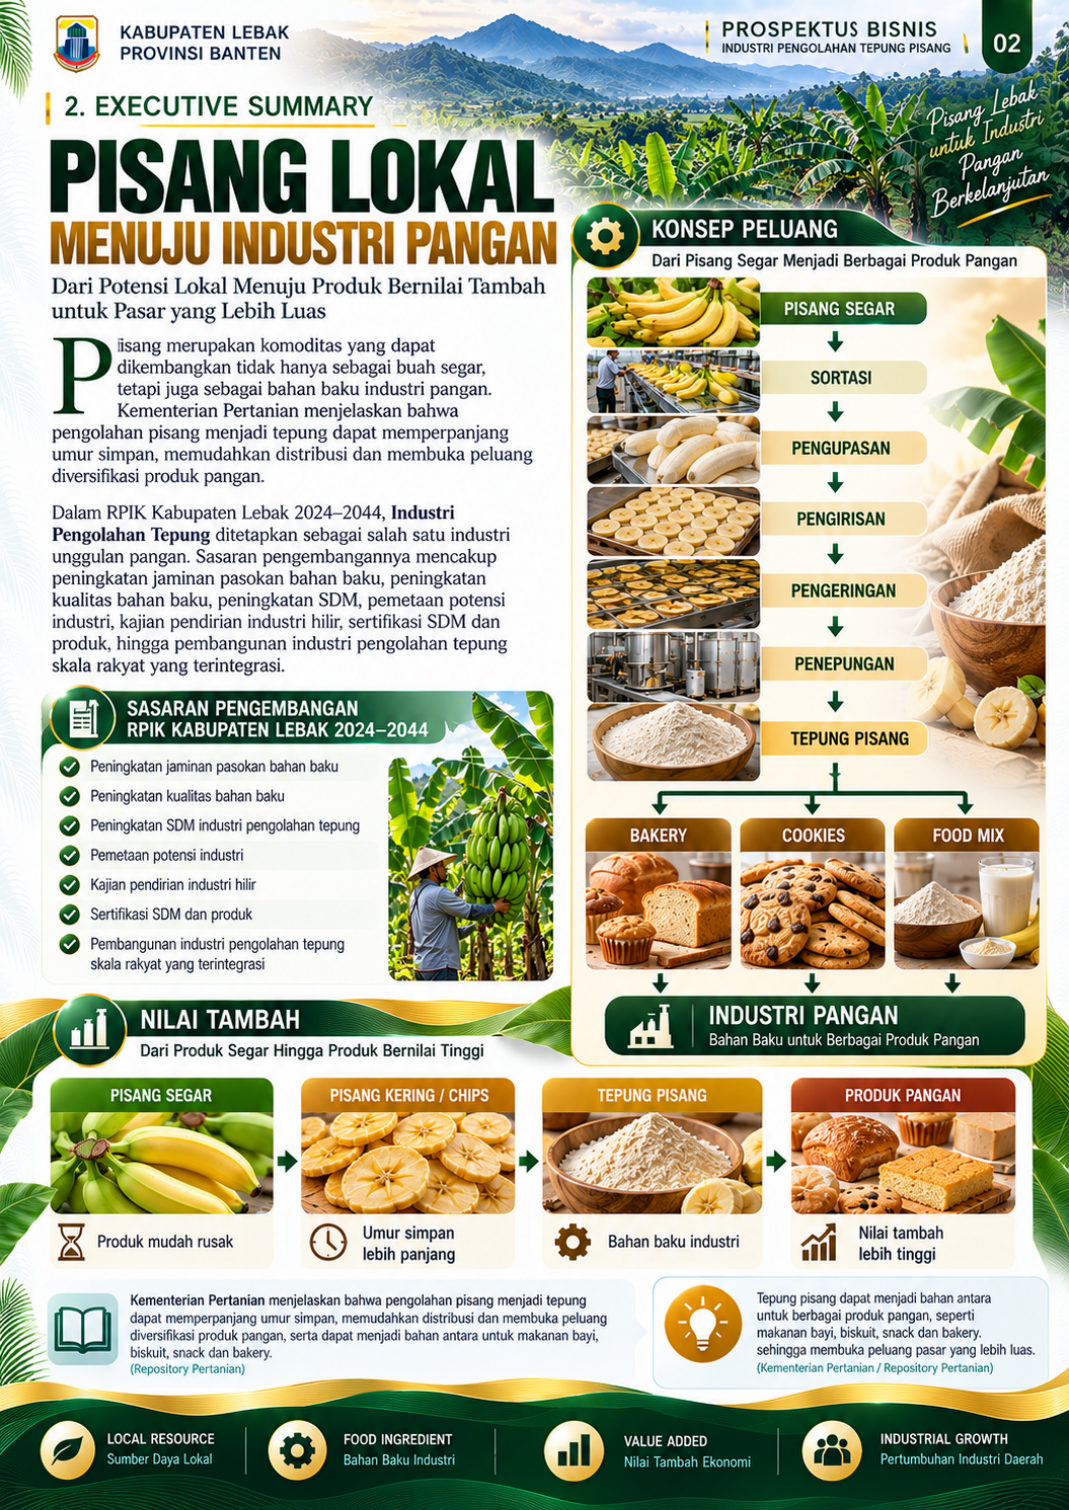 KABUPATEN LEBAK
PROVINSI BANTEN
PROSPEKTUS BISNIS
INDUSTRI PENGOLAHAN TEPUNG PISANG
02
2. EXECUTIVE SUMMARY
PISANG LOKAL
MENUJU INDUSTRI PANGAN
Dari Potensi Lokal Menuju Produk Bernilai Tambah
untuk Pasar yang Lebih Luas
Pisang Lebak
untuk Industri
Pangan
Berkelanjutan
Pisang merupakan komoditas yang dapat
dikembangkan tidak hanya sebagai buah segar,
tetapi juga sebagai bahan baku industri pangan.
Kementerian Pertanian menjelaskan bahwa
pengolahan pisang menjadi tepung dapat memperpanjang
umur simpan, memudahkan distribusi dan membuka peluang
diversifikasi produk pangan.
Dalam RPIK Kabupaten Lebak 2024–2044, Industri
Pengolahan Tepung ditetapkan sebagai salah satu industri
unggulan pangan. Sasaran pengembangannya mencakup
peningkatan jaminan pasokan bahan baku, peningkatan
kualitas bahan baku, peningkatan SDM, pemetaan potensi
industri, kajian pendirian industri hilir, sertifikasi SDM dan
produk, hingga pembangunan industri pengolahan tepung
skala rakyat yang terintegrasi.
SASARAN PENGEMBANGAN
RPIK KABUPATEN LEBAK 2024–2044
Peningkatan jaminan pasokan bahan baku
Peningkatan kualitas bahan baku
Peningkatan SDM industri pengolahan tepung
Pemetaan potensi industri
Kajian pendirian industri hilir
Sertifikasi SDM dan produk
Pembangunan industri pengolahan tepung
skala rakyat yang terintegrasi
KONSEP PELUANG
Dari Pisang Segar Menjadi Berbagai Produk Pangan
PISANG SEGAR
SORTASI
PENGUPASAN
PENGIRISAN
PENGERINGAN
PENEPUNGAN
TEPUNG PISANG
BAKERY
COOKIES
FOOD MIX
INDUSTRI PANGAN
Bahan Baku untuk Berbagai Produk Pangan
NILAI TAMBAH
Dari Produk Segar Hingga Produk Bernilai Tinggi
PISANG SEGAR
PISANG KERING / CHIPS
TEPUNG PISANG
PRODUK PANGAN
Produk mudah rusak
Umur simpan
lebih panjang
Bahan baku industri
Nilai tambah
lebih tinggi
Kementerian Pertanian menjelaskan bahwa pengolahan pisang menjadi tepung
dapat memperpanjang umur simpan, memudahkan distribusi dan membuka peluang
diversifikasi produk pangan, serta dapat menjadi bahan antara untuk makanan bayi,
biskuit, snack dan bakery.
(Repository Pertanian)
Tepung pisang dapat menjadi bahan antara
untuk berbagai produk pangan, seperti
makanan bayi, biskuit, snack dan bakery.
sehingga membuka peluang pasar yang lebih luas.
(Kementerian Pertanian / Repository Pertanian)
LOCAL RESOURCE
Sumber Daya Lokal
FOOD INGREDIENT
Bahan Baku Industri
VALUE ADDED
Nilai Tambah Ekonomi
INDUSTRIAL GROWTH
Pertumbuhan Industri Daerah